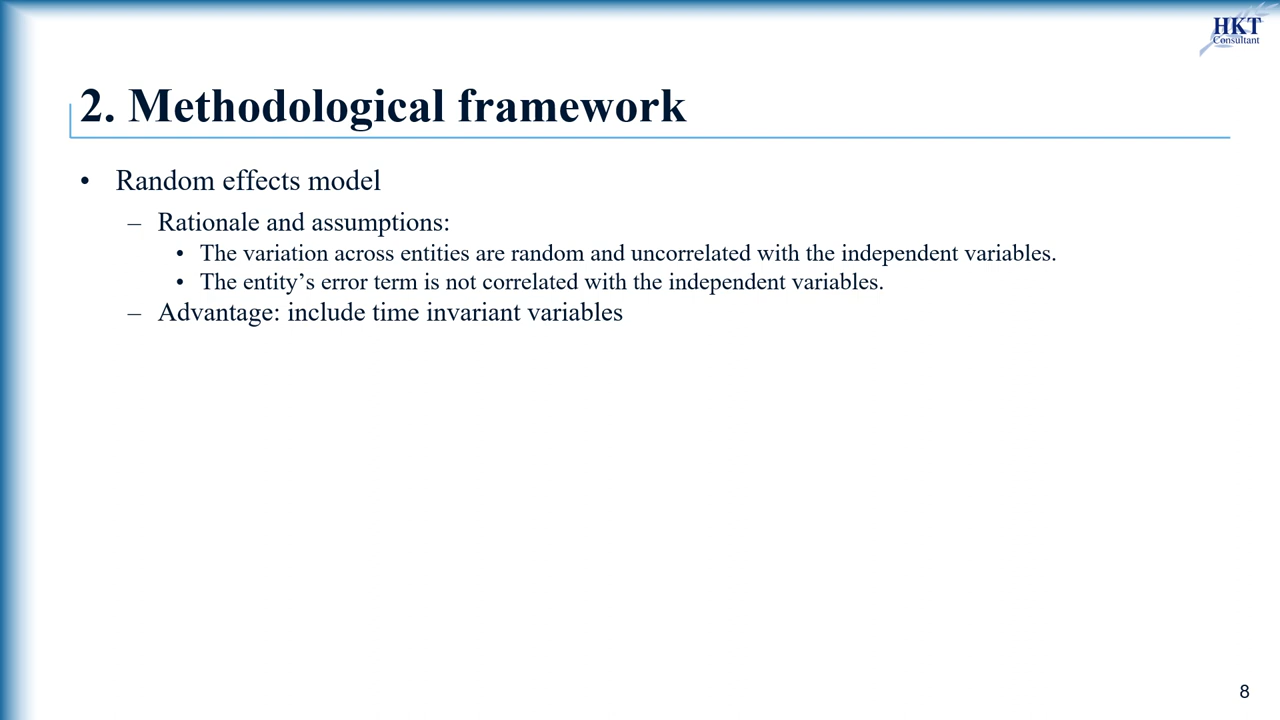 HKT
Consultant
2. Methodological framework
• Random effects model
– Rationale and assumptions:
• The variation across entities are random and uncorrelated with the independent variables.
• The entity’s error term is not correlated with the independent variables.
– Advantage: include time invariant variables
8